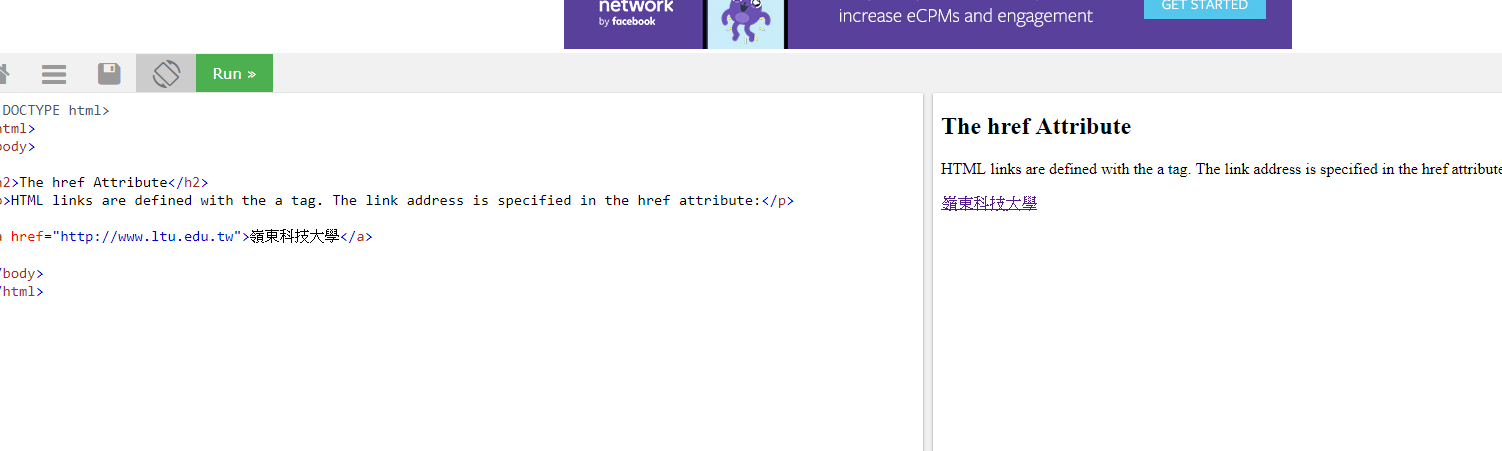 network
by facebook
increase eCPMs and engagement
GET STARTED
Run »
DOCTYPE html>
html>
body>
h2>The href Attribute</h2>
p>HTML links are defined with the a tag. The link address is specified in the href attribute:</p>
a href="http://www.ltu.edu.tw">嶺東科技大學</a>
/body>
/html>
The href Attribute
HTML links are defined with the a tag. The link address is specified in the href attribute
嶺東科技大學